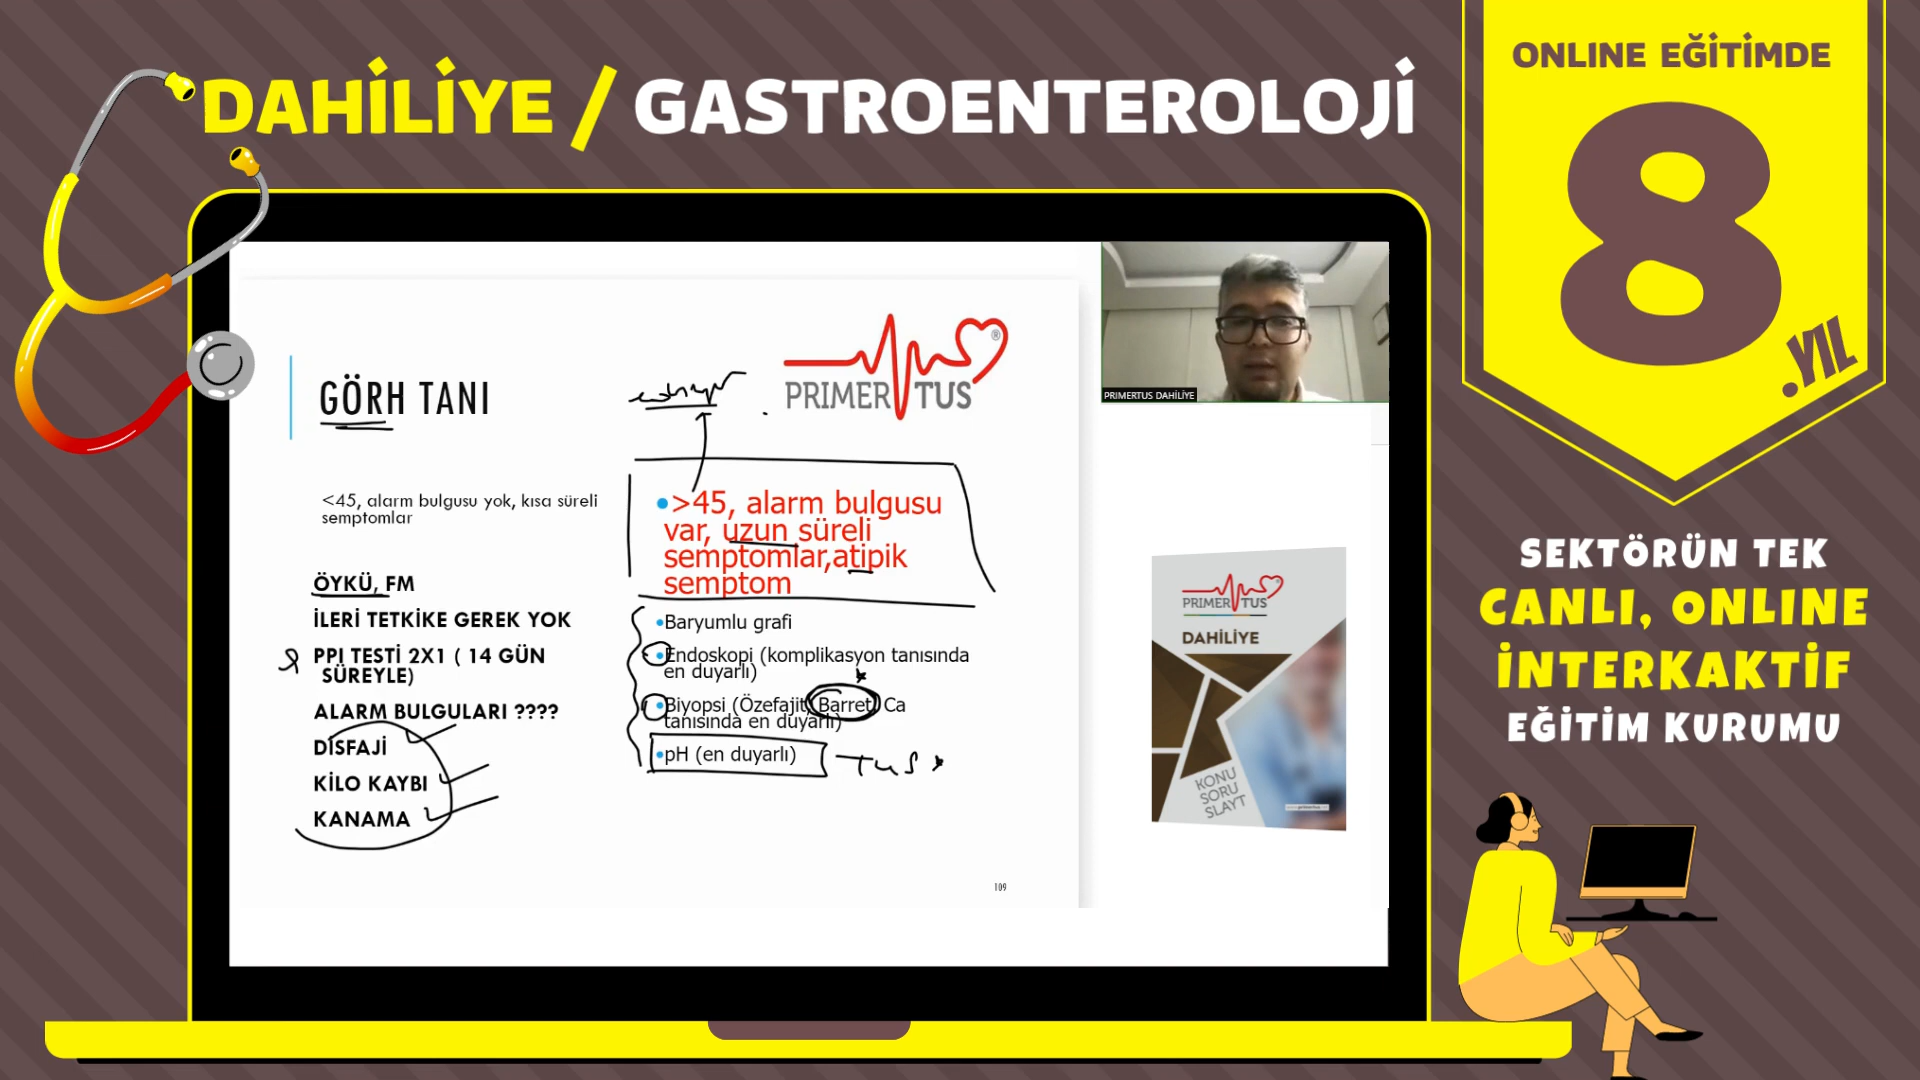 DAHİLİYE / GASTROENTEROLOJİ
ONLINE EĞİTİMDE
8
.YIL
SEKTÖRÜN TEK
CANLI, ONLINE
İNTERKAKTİF
EĞİTİM KURUMU
GÖRH TANI
PRIMER TUS
®
<45, alarm bulgusu yok, kısa süreli
semptomlar
ÖYKÜ, FM
İLERİ TETKİKE GEREK YOK
PPI TESTİ 2X1 ( 14 GÜN
SÜREYLE)
ALARM BULGULARI ????
DİSFAJİ
KİLO KAYBI
KANAMA
•>45, alarm bulgusu
var, uzun süreli
semptomlar,atipik
semptom
•Baryumlu grafi
•Endoskopi (komplikasyon tanısında
en duyarlı)
•Biyopsi (Özefajit, Barret, Ca
tanısında en duyarlı)
•pH (en duyarlı)
TUS
109
PRIMERTUS DAHİLİYE
PRIMER TUS
DAHİLİYE
KONU
SORU
SLAYT